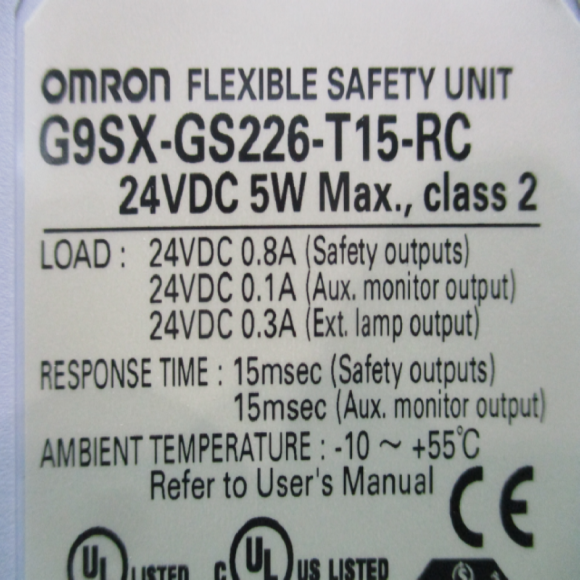 OMRON FLEXIBLE SAFETY UNIT
G9SX-GS226-T15-RC
24VDC 5W Max., class 2
LOAD : 24VDC 0.8A (Safety outputs)
24VDC 0.1A (Aux. monitor output)
24VDC 0.3A (Ext. lamp output)
RESPONSE TIME : 15msec (Safety outputs)
15msec (Aux. monitor output)
AMBIENT TEMPERATURE : -10 ~ +55℃
Refer to User's Manual
CE
UL LISTED C UL US LISTED